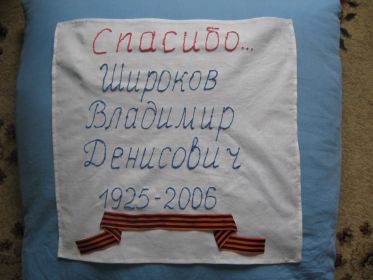 Спасибо...
Широков
Владимир
Денисович
1925-2006